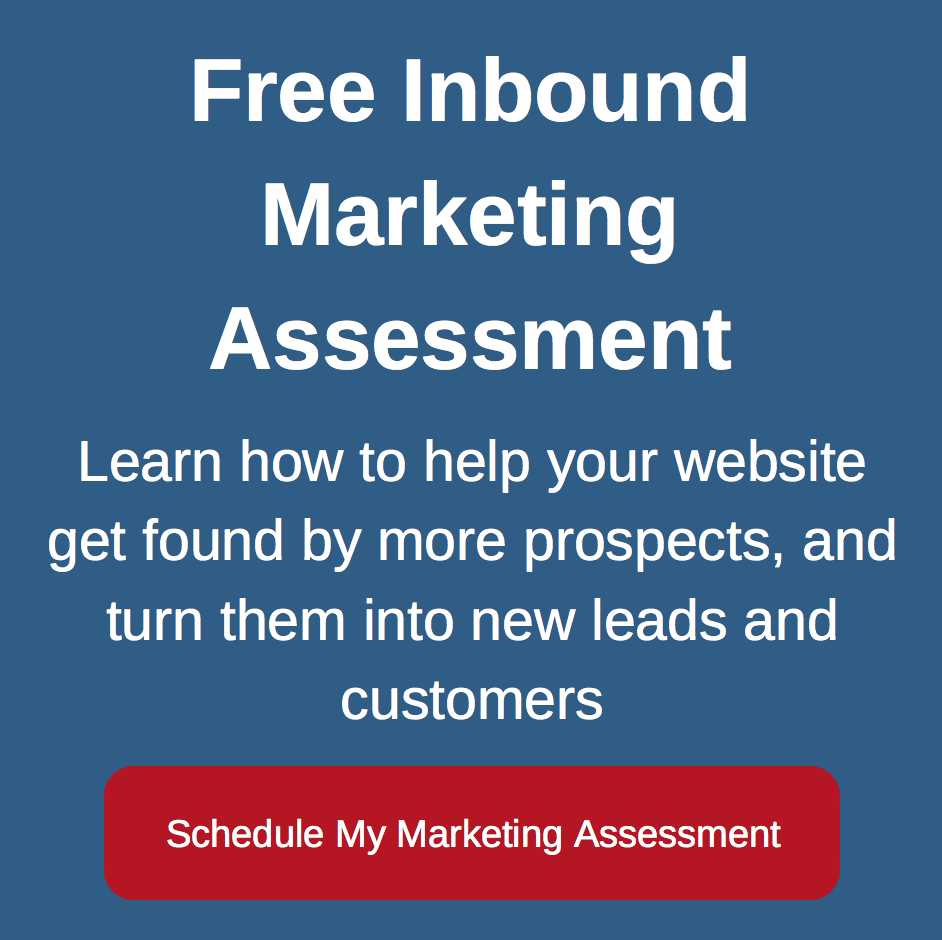 Free Inbound
Marketing
Assessment
Learn how to help your website
get found by more prospects, and
turn them into new leads and
customers
Schedule My Marketing Assessment